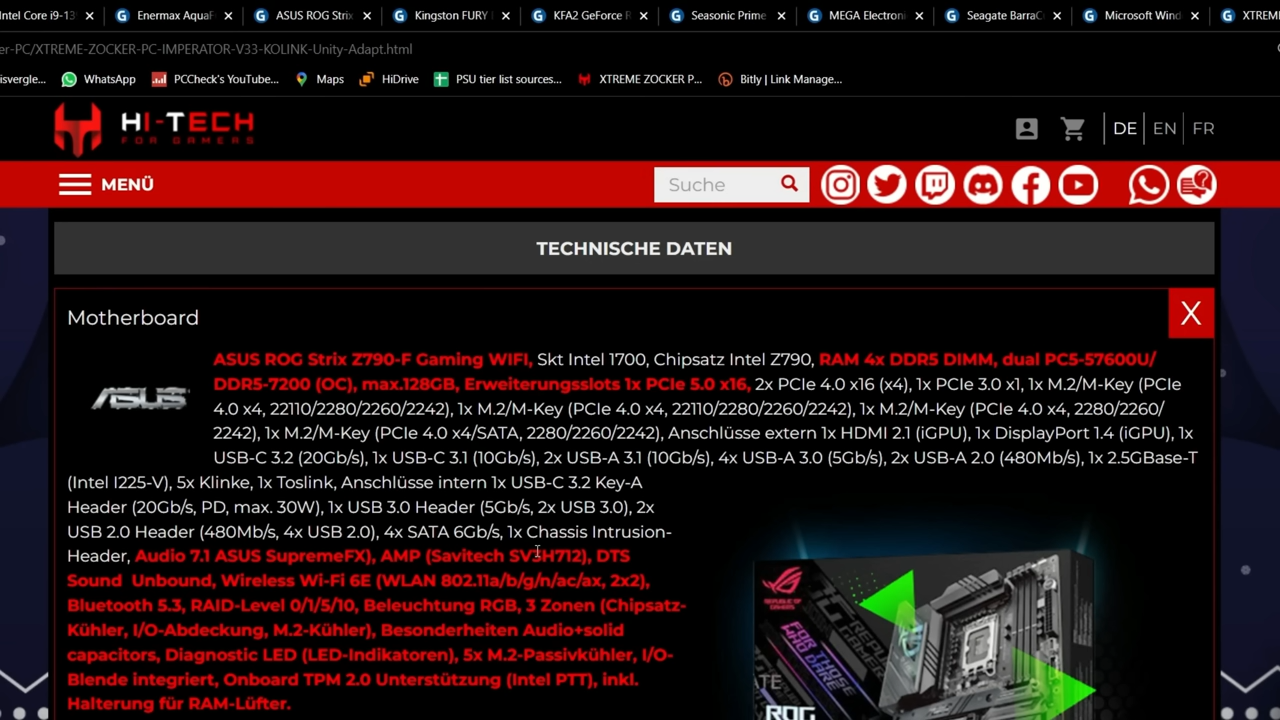 Intel Core i9-13
Enermax AquaF
ASUS ROG Strix
Kingston FURY
KFA2 GeForce R
Seasonic Prime
MEGA Electroni
Seagate BarraCo
Microsoft Wind
XTREME
er-PC/XTREME-ZOCKER-PC-IMPERATOR-V33-KOLINK-Unity-Adapt.html
isvergle...
WhatsApp
PCCheck's YouTube...
Maps
HiDrive
PSU tier list sources...
XTREME ZOCKER P...
Bitly | Link Manage...
HI-TECH
FOR GAMERS
DE
EN
FR
MENÜ
Suche
TECHNISCHE DATEN
Motherboard
X
ASUS
ASUS ROG Strix Z790-F Gaming WIFI, Skt Intel 1700, Chipsatz Intel Z790, RAM 4x DDR5 DIMM, dual PC5-57600U/
DDR5-7200 (OC), max.128GB, Erweiterungsslots 1x PCIe 5.0 x16, 2x PCIe 4.0 x16 (x4), 1x PCIe 3.0 x1, 1x M.2/M-Key (PCIe
4.0 x4, 22110/2280/2260/2242), 1x M.2/M-Key (PCIe 4.0 x4, 22110/2280/2260/2242), 1x M.2/M-Key (PCIe 4.0 x4, 2280/2260/
2242), 1x M.2/M-Key (PCIe 4.0 x4/SATA, 2280/2260/2242), Anschlüsse extern 1x HDMI 2.1 (iGPU), 1x DisplayPort 1.4 (iGPU), 1x
USB-C 3.2 (20Gb/s), 1x USB-C 3.1 (10Gb/s), 2x USB-A 3.1 (10Gb/s), 4x USB-A 3.0 (5Gb/s), 2x USB-A 2.0 (480Mb/s), 1x 2.5GBase-T
(Intel I225-V), 5x Klinke, 1x Toslink, Anschlüsse intern 1x USB-C 3.2 Key-A
Header (20Gb/s, PD, max. 30W), 1x USB 3.0 Header (5Gb/s, 2x USB 3.0), 2x
USB 2.0 Header (480Mb/s, 4x USB 2.0), 4x SATA 6Gb/s, 1x Chassis Intrusion-
Header, Audio 7.1 ASUS SupremeFX), AMP (Savitech SV3H712), DTS
Sound Unbound, Wireless Wi-Fi 6E (WLAN 802.11a/b/g/n/ac/ax, 2x2),
Bluetooth 5.3, RAID-Level 0/1/5/10, Beleuchtung RGB, 3 Zonen (Chipsatz-
Kühler, I/O-Abdeckung, M.2-Kühler), Besonderheiten Audio+solid
capacitors, Diagnostic LED (LED-Indikatoren), 5x M.2-Passivkühler, I/O-
Blende integriert, Onboard TPM 2.0 Unterstützung (Intel PTT), inkl.
Halterung für RAM-Lüfter.
REPUBLIC OF
GAMERS
FOR THOSE
WHO DARE
ROG